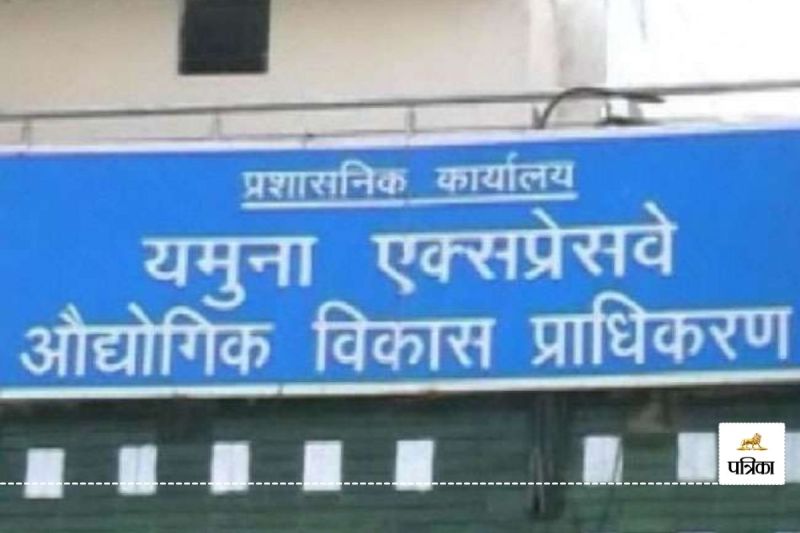 प्रशासनिक कार्यालय
यमुना एक्सप्रेसवे
औद्योगिक विकास प्राधिकरण
पत्रिका